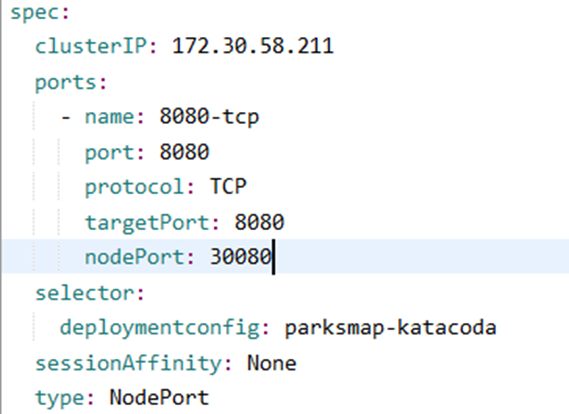 spec:
clusterIP: 172.30.58.211
ports:
- name: 8080-tcp
port: 8080
protocol: TCP
targetPort: 8080
nodePort: 30080
selector:
deploymentconfig: parksmap-katacoda
sessionAffinity: None
type: NodePort